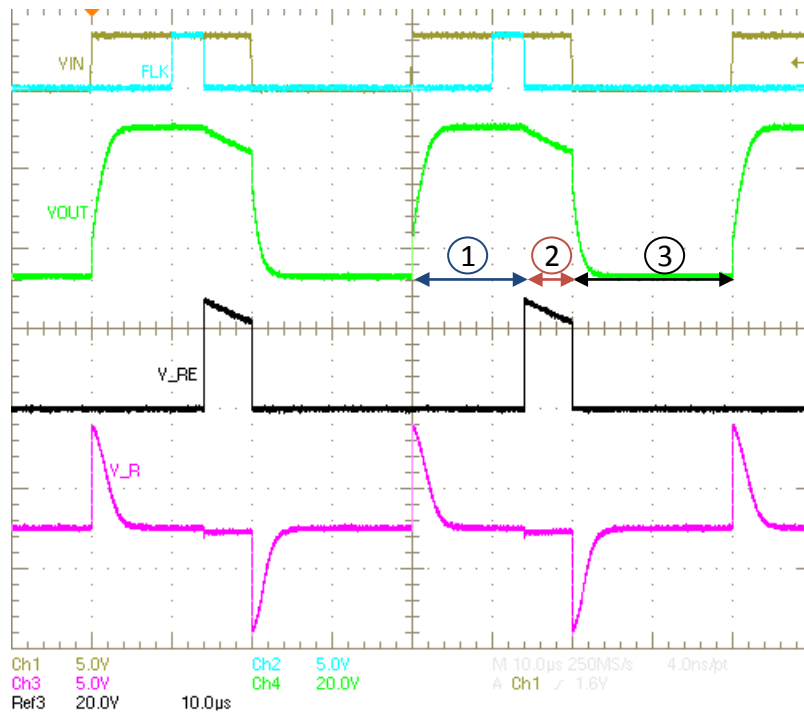 VIN
FLK
VOUT
1 2 3
V_RE
V_R
Ch1 5.0V Ch2 5.0V M 10.0µs 250MS/s 4.0ns/pt
Ch3 5.0V Ch4 20.0V A Ch1 / 1.6V
Ref3 20.0V 10.0µs